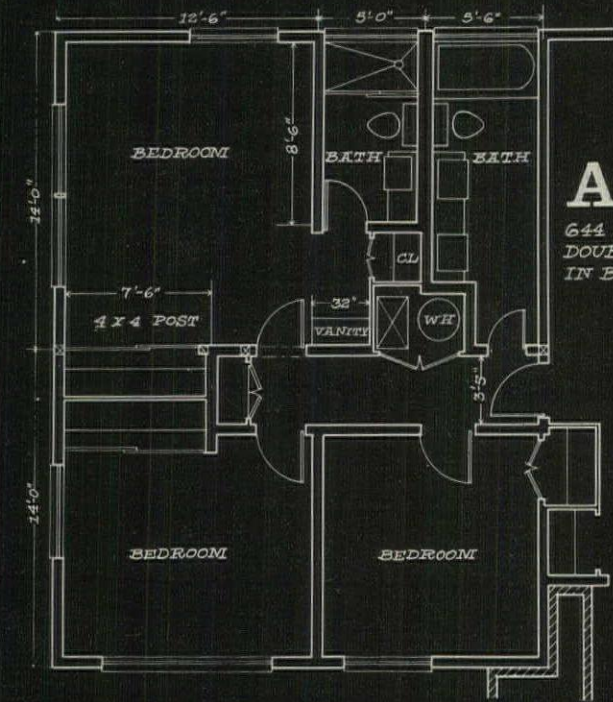 12'-6"
5'-0"
5'-6"
14'-0"
BEDROOM
8'-6"
BATH
BATH
A
644
DOUB
IN B
CL
7'-6"
4 X 4 POST
32"
VANITY
WH
3'-5"
14'-0"
BEDROOM
BEDROOM